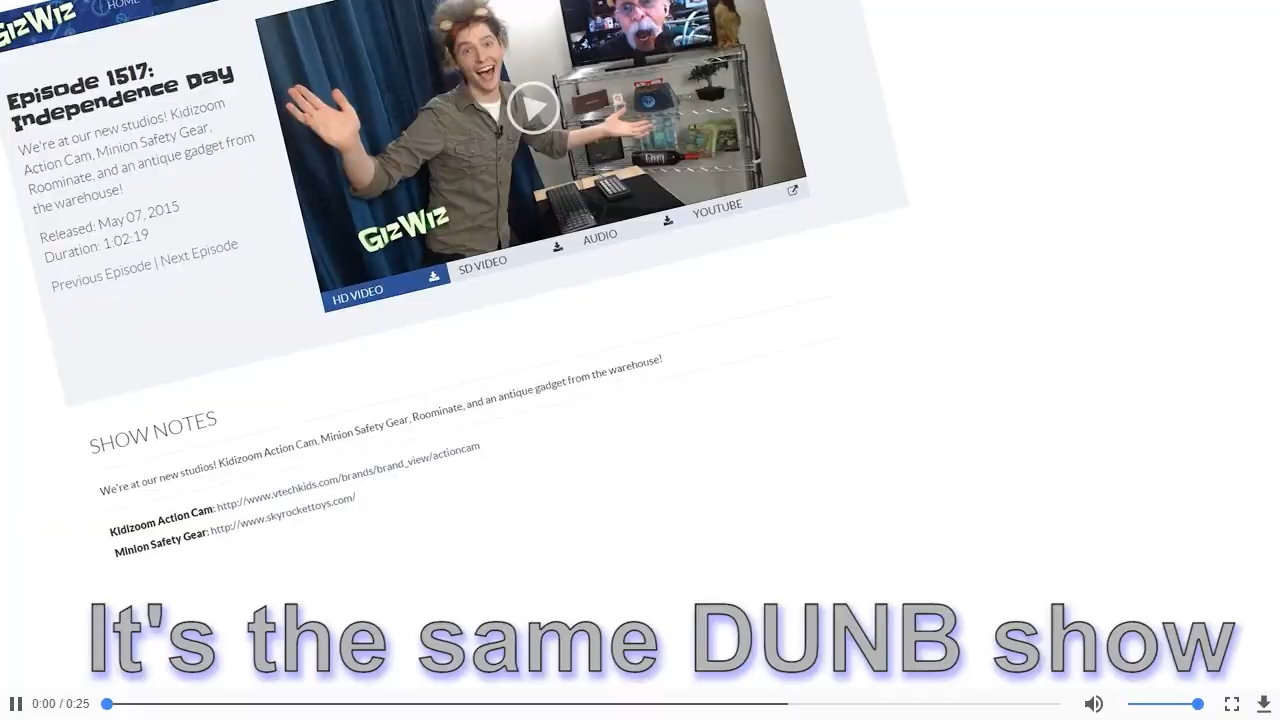 GizWiz
HOME
Episode 1517:
Independence Day
We're at our new studios! Kidizoom
Action Cam, Minion Safety Gear,
Roominate, and an antique gadget from
the warehouse!
Released: May 07, 2015
Duration: 1:02:19
Previous Episode | Next Episode
GizWiz
HD VIDEO
SD VIDEO
AUDIO
YOUTUBE
SHOW NOTES
We're at our new studios! Kidizoom Action Cam, Minion Safety Gear, Roominate, and an antique gadget from the warehouse!
Kidizoom Action Cam: http://www.vtechkids.com/brands/brand_view/actioncam
Minion Safety Gear: http://www.skyrockettoys.com/
It's the same DUNB show
0:00 / 0:25